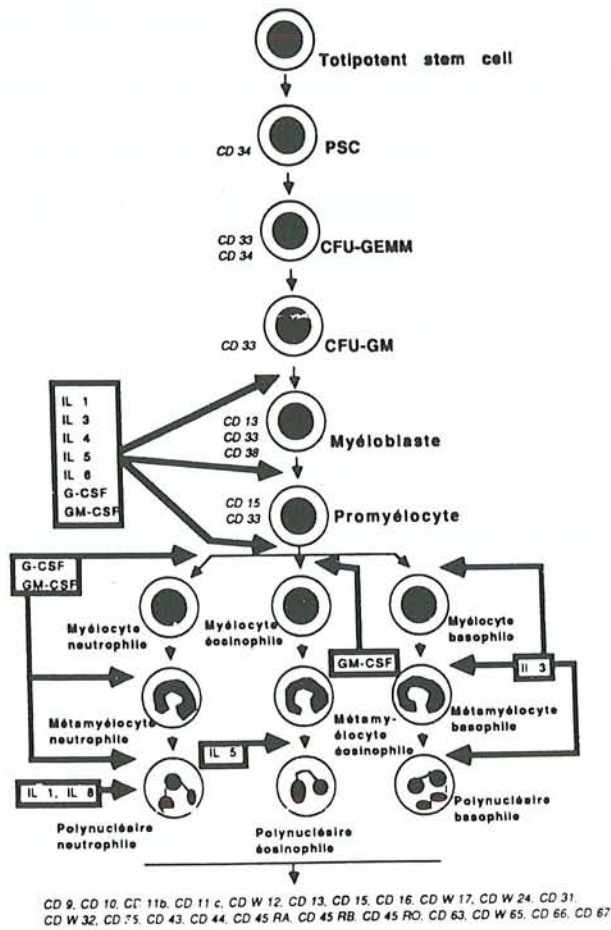 Totipotent stem cell
CD 34
PSC
CD 33
CD 34
CFU-GEMM
CD 33
CFU-GM
IL 1
IL 3
IL 4
IL 5
IL 6
G-CSF
GM-CSF
CD 13
CD 33
CD 38
Myéloblaste
CD 15
CD 33
Promyélocyte
G-CSF
GM-CSF
Myélocyte
neutrophile
Myélocyte
éosinophile
Myélocyte
basophile
GM-CSF
IL 3
Métamyélocyte
neutrophile
Métamy-
élocyte
éosinophile
Métamyélocyte
basophile
IL 5
IL 1, IL 8
Polynucléaire
neutrophile
Polynucléaire
éosinophile
Polynucléaire
basophile
CD 9, CD 10, CD 11b, CD 11 c, CD W 12, CD 13, CD 15, CD 16, CD W 17, CD W 24, CD 31,
CD W 32, CD 35, CD 43, CD 44, CD 45 RA, CD 45 RB, CD 45 RO, CD 63, CD W 65, CD 66, CD 67